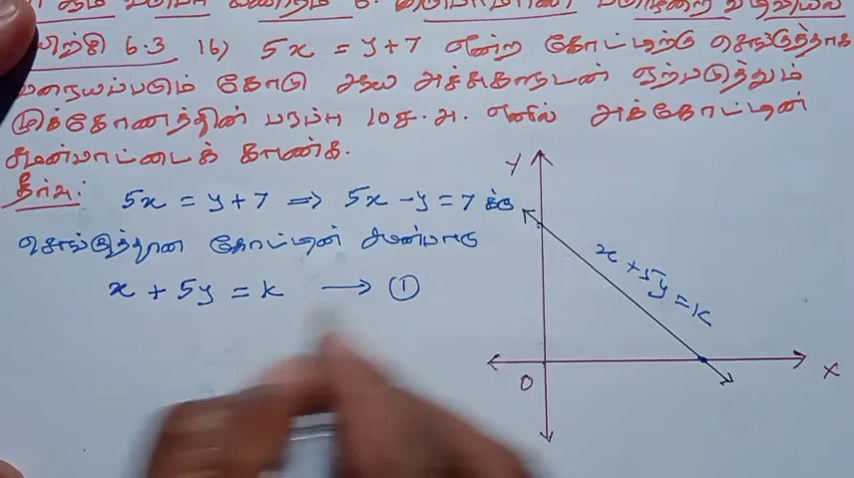 பயிற்சி 6.3 16) 5x = y+7 என்ற கோட்டிற்கு செங்குத்தாக
வரையப்படும் கோடு ஆய அச்சுகளுடன் ஏற்படுத்தும்
முக்கோணத்தின் பரப்பு 10 ச.அ. எனில் அக்கோட்டின்
சமன்பாட்டைக் காண்க.
தீர்வு: 5x = y+7 ⇒ 5x - y = 7 க்கு
செங்குத்தான கோட்டின் சமன்பாடு
x + 5y = k → ①
Y
x + 5y = k
O
X